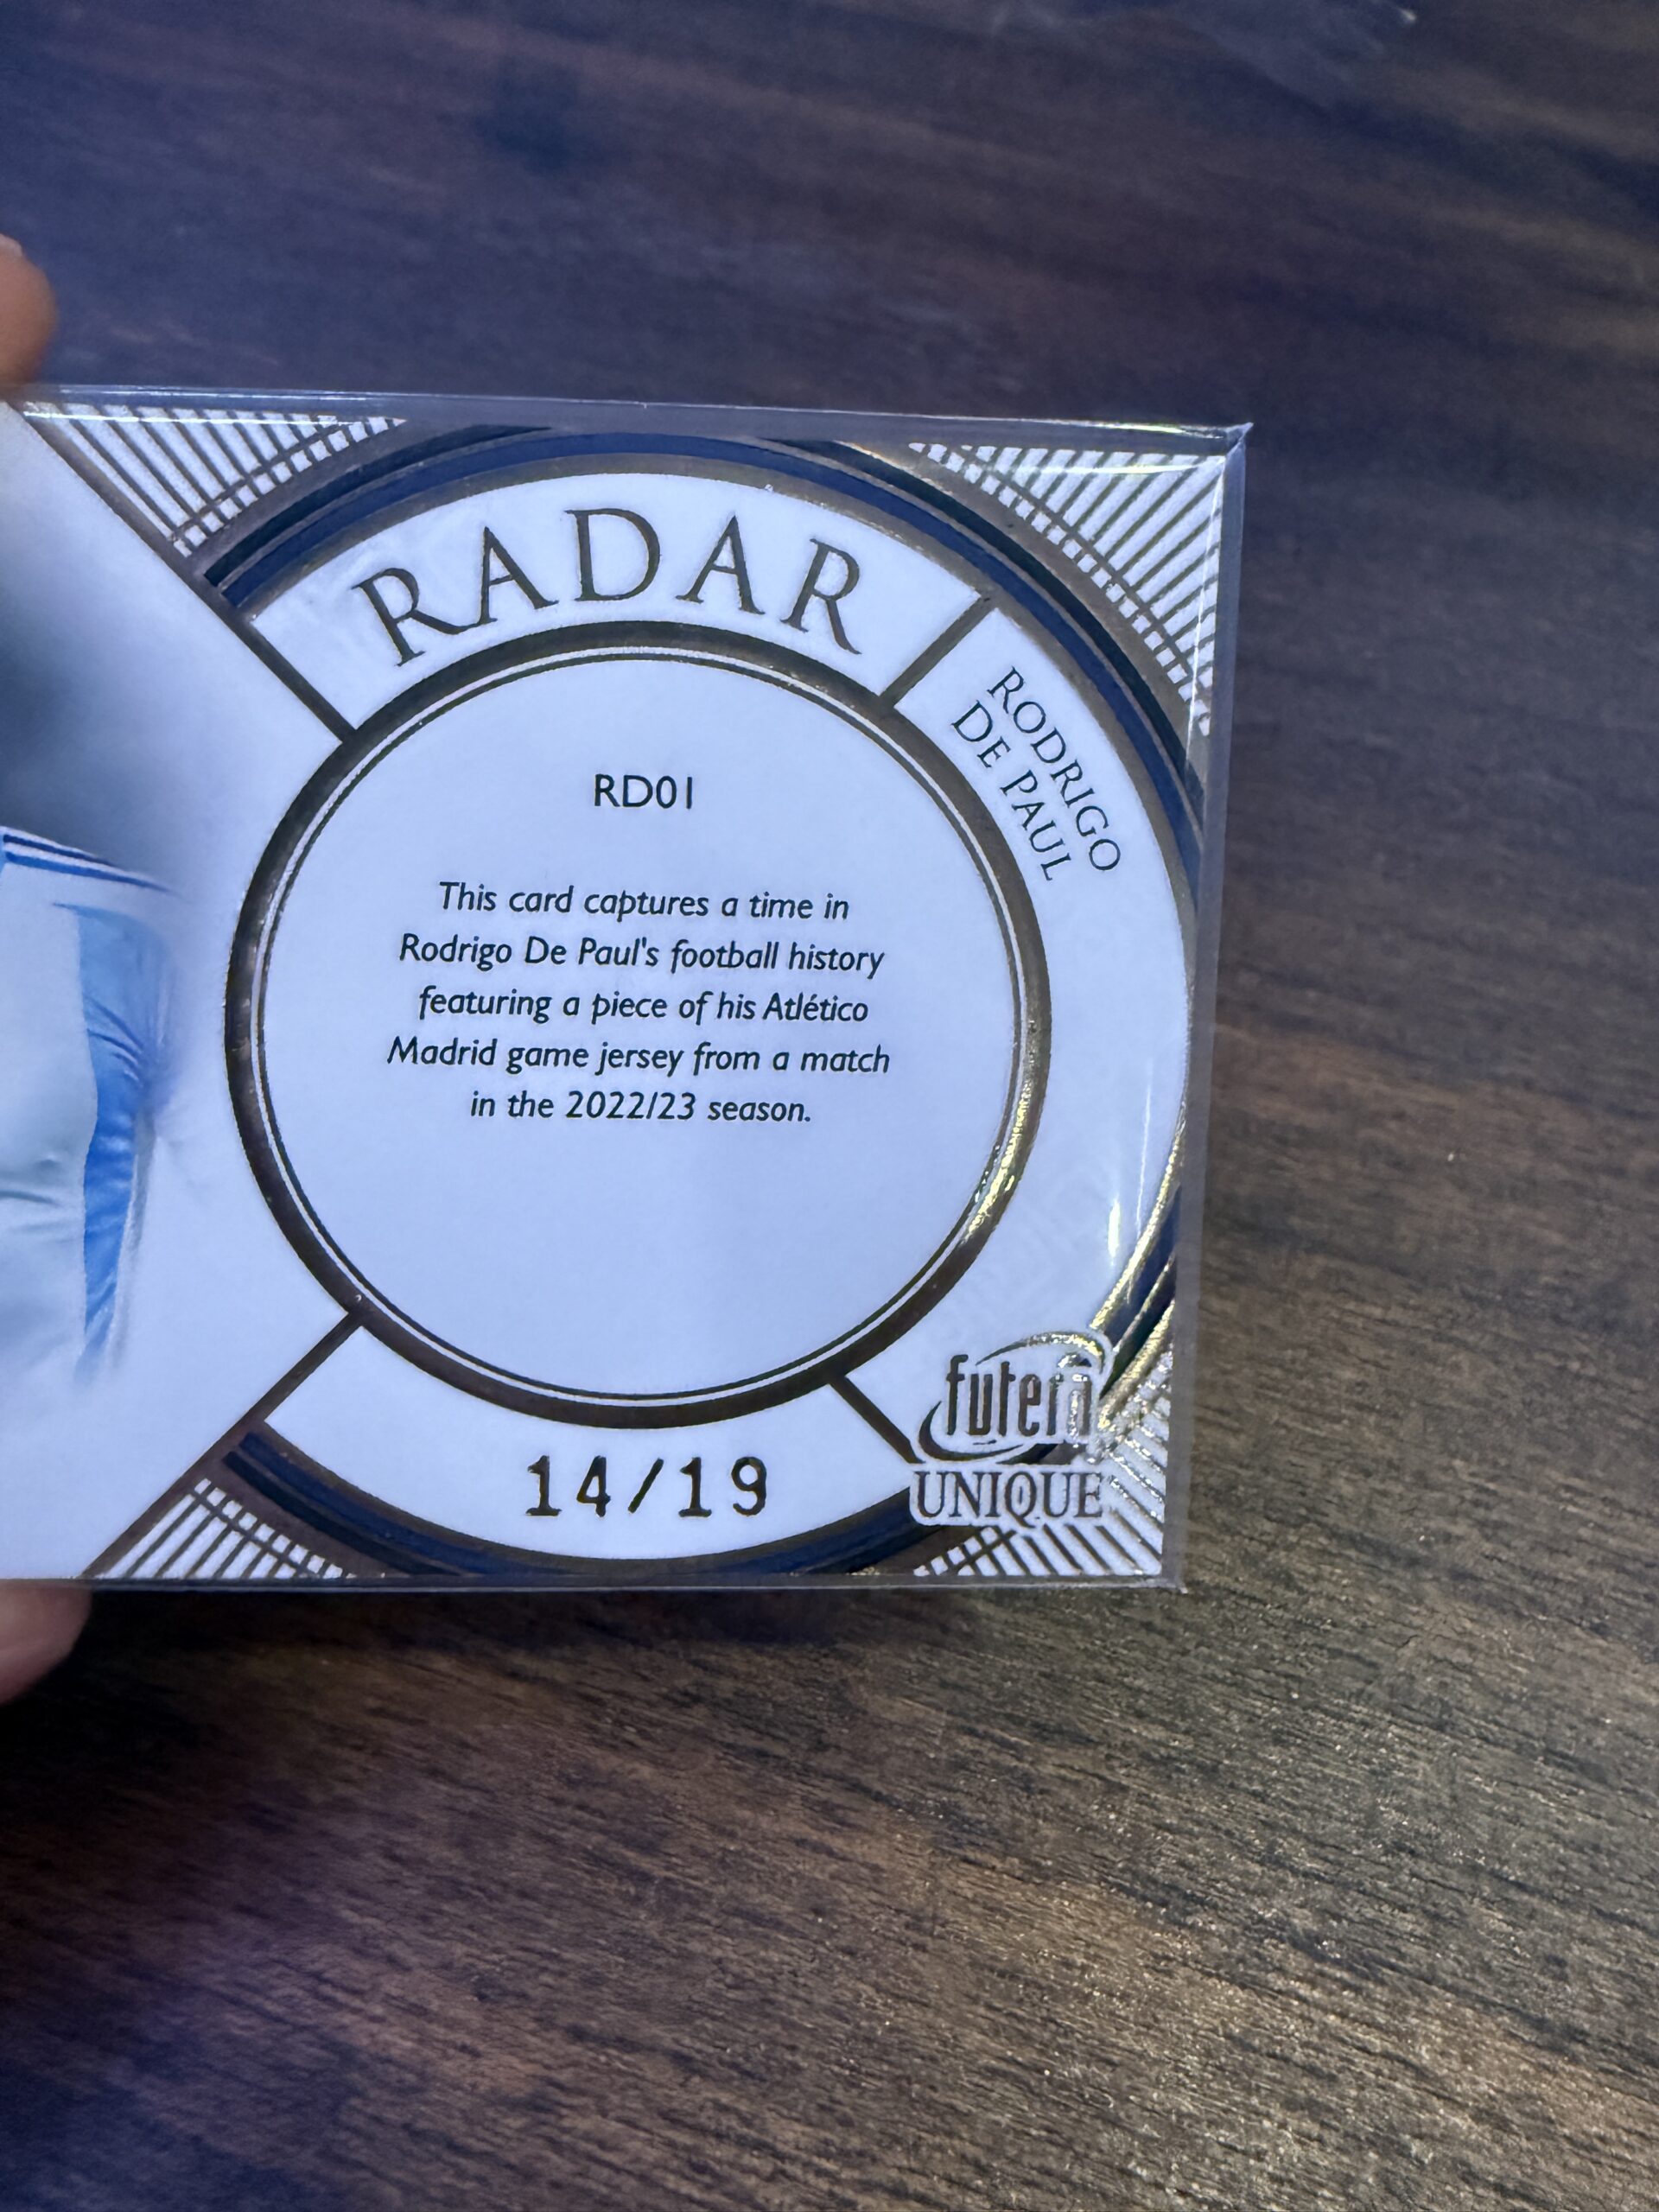 RADAR
RODRIGO
DE PAUL
RD01
This card captures a time in
Rodrigo De Paul's football history
featuring a piece of his Atlético
Madrid game jersey from a match
in the 2022/23 season.
14/19
futera
UNIQUE